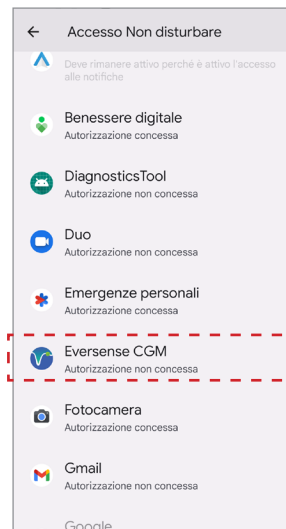 Accesso Non disturbare
Deve rimanere attivo perché è attivo l'accesso
alle notifiche
Benessere digitale
Autorizzazione concessa
DiagnosticsTool
Autorizzazione non concessa
Duo
Autorizzazione non concessa
Emergenze personali
Autorizzazione concessa
Eversense CGM
Autorizzazione non concessa
Fotocamera
Autorizzazione concessa
Gmail
Autorizzazione non concessa
Google